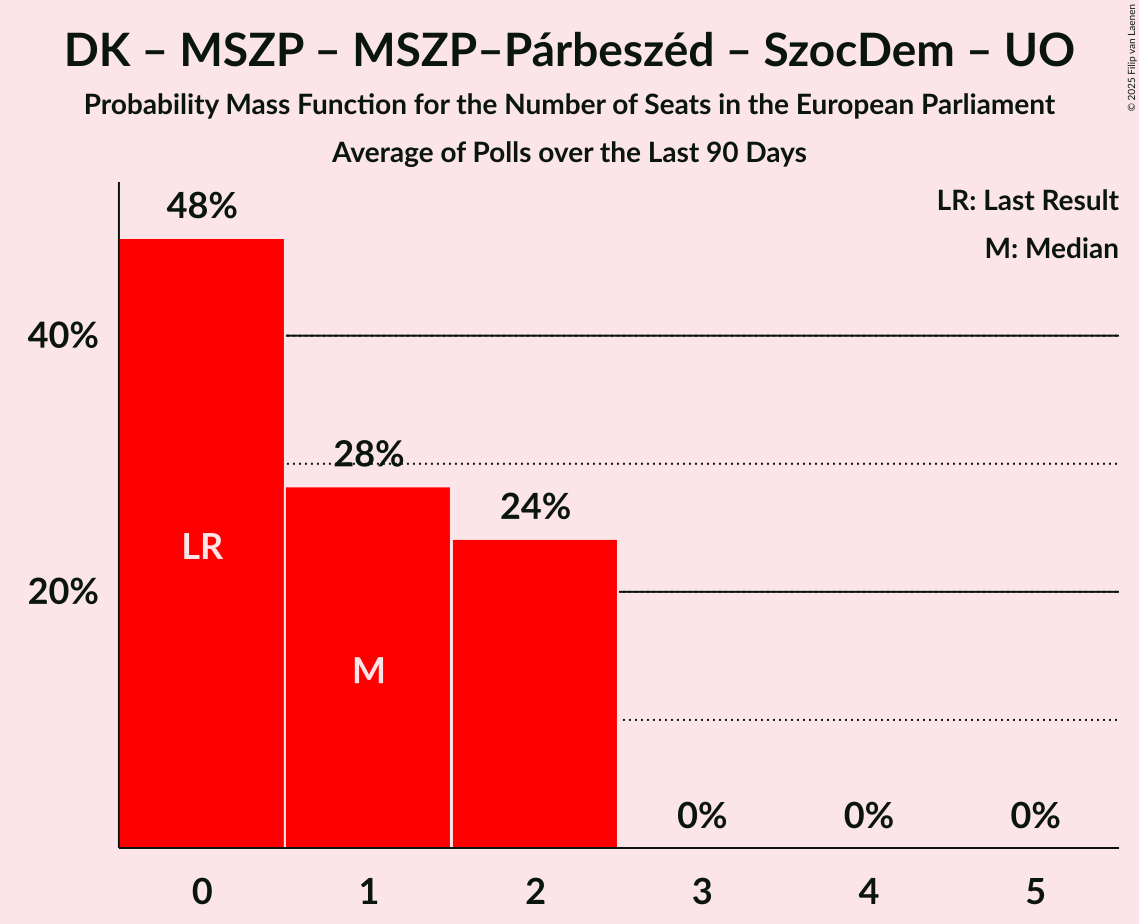 DK – MSZP – MSZP–Párbeszéd – SzocDem – UO
Probability Mass Function for the Number of Seats in the European Parliament
Average of Polls over the Last 90 Days
© 2025 Filip van Laenen
LR: Last Result
M: Median
48%
40%
28%
24%
LR
20%
M
0% 0% 0%
0 1 2 3 4 5